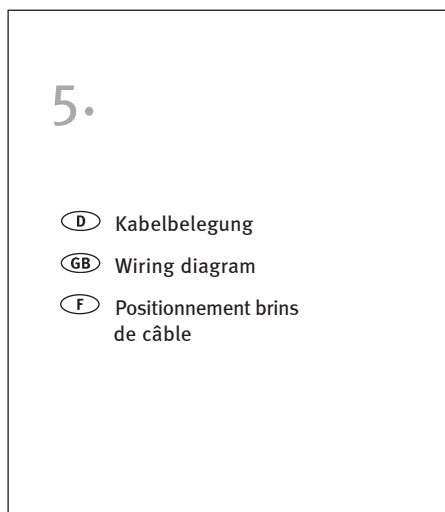 5.
D Kabelbelegung
GB Wiring diagram
F Positionnement brins
de câble